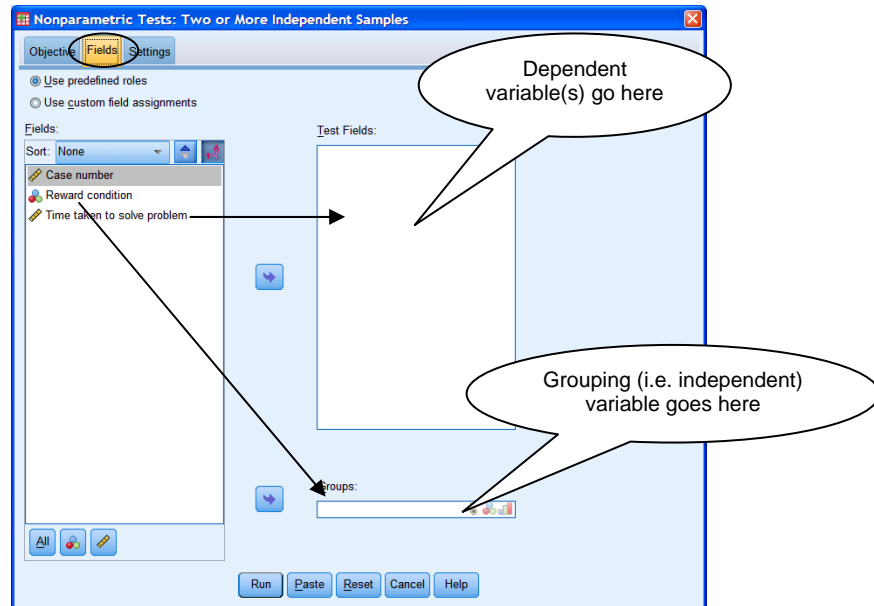 Nonparametric Tests: Two or More Independent Samples
Objective Fields Settings
Use predefined roles
Use custom field assignments
Dependent
variable(s) go here
Fields:
Sort: None
Case number
Reward condition
Time taken to solve problem
Test Fields:
Grouping (i.e. independent)
variable goes here
Groups:
All
Run Paste Reset Cancel Help